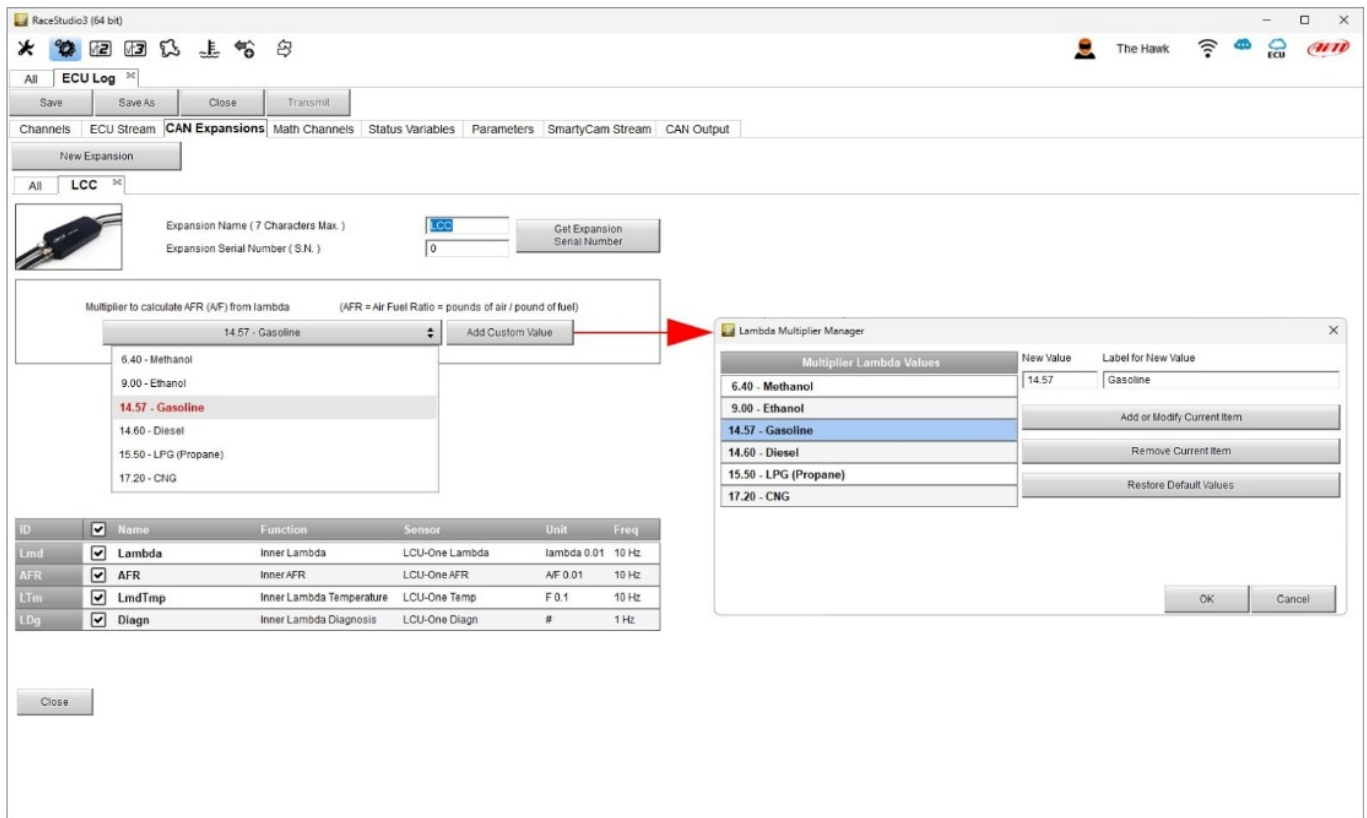 RaceStudio3 (64 bit)
The Hawk
ECU
AiM
All ECU Log
Save Save As Close Transmit
Channels ECU Stream CAN Expansions Math Channels Status Variables Parameters SmartyCam Stream CAN Output
New Expansion
All LCC
Expansion Name ( 7 Characters Max. ) LCC
Get Expansion Serial Number
Expansion Serial Number ( S.N. ) 0
Multiplier to calculate AFR (A/F) from lambda (AFR = Air Fuel Ratio = pounds of air / pound of fuel)
14.57 - Gasoline Add Custom Value
6.40 - Methanol
9.00 - Ethanol
14.57 - Gasoline
14.60 - Diesel
15.50 - LPG (Propane)
17.20 - CNG
Lambda Multiplier Manager
Multiplier Lambda Values New Value Label for New Value
6.40 - Methanol 14.57 Gasoline
9.00 - Ethanol Add or Modify Current Item
14.57 - Gasoline
14.60 - Diesel Remove Current Item
15.50 - LPG (Propane) Restore Default Values
17.20 - CNG
OK Cancel
ID Name Function Sensor Unit Freq
Lmd Lambda Inner Lambda LCU-One Lambda lambda 0.01 10 Hz
AFR AFR Inner AFR LCU-One AFR A/F 0.01 10 Hz
LTm LmdTmp Inner Lambda Temperature LCU-One Temp F 0.1 10 Hz
LDg Diagn Inner Lambda Diagnosis LCU-One Diagn # 1 Hz
Close